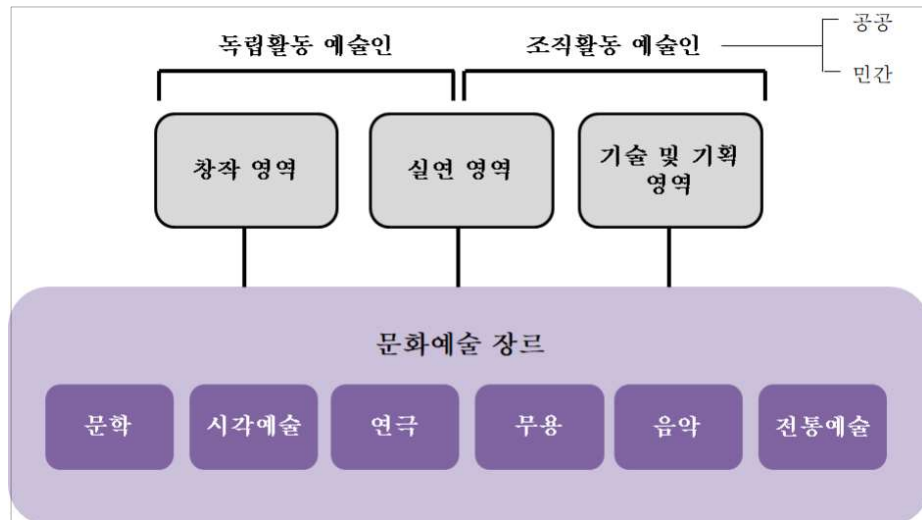 독립활동 예술인
조직활동 예술인
공공
민간
창작 영역
실연 영역
기술 및 기획
영역
문화예술 장르
문학
시각예술
연극
무용
음악
전통예술